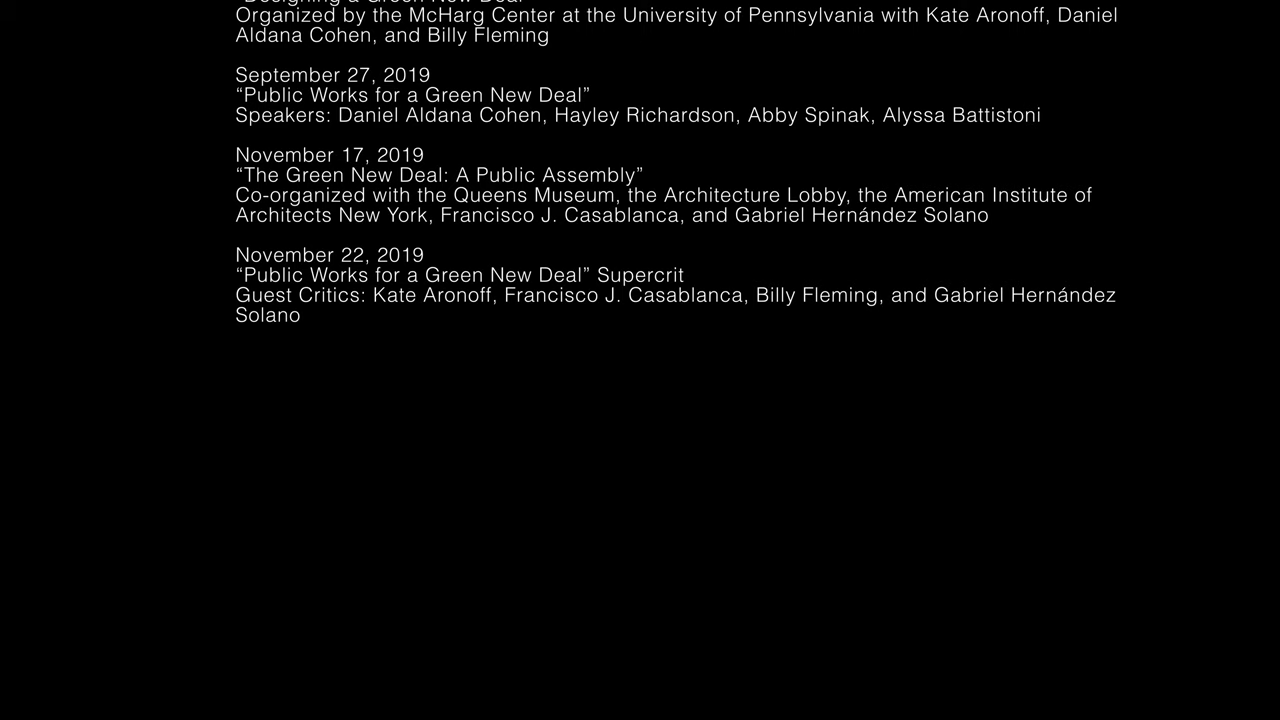 “Designing a Green New Deal”
Organized by the McHarg Center at the University of Pennsylvania with Kate Aronoff, Daniel
Aldana Cohen, and Billy Fleming
September 27, 2019
“Public Works for a Green New Deal”
Speakers: Daniel Aldana Cohen, Hayley Richardson, Abby Spinak, Alyssa Battistoni
November 17, 2019
“The Green New Deal: A Public Assembly”
Co-organized with the Queens Museum, the Architecture Lobby, the American Institute of
Architects New York, Francisco J. Casablanca, and Gabriel Hernández Solano
November 22, 2019
“Public Works for a Green New Deal” Supercrit
Guest Critics: Kate Aronoff, Francisco J. Casablanca, Billy Fleming, and Gabriel Hernández
Solano